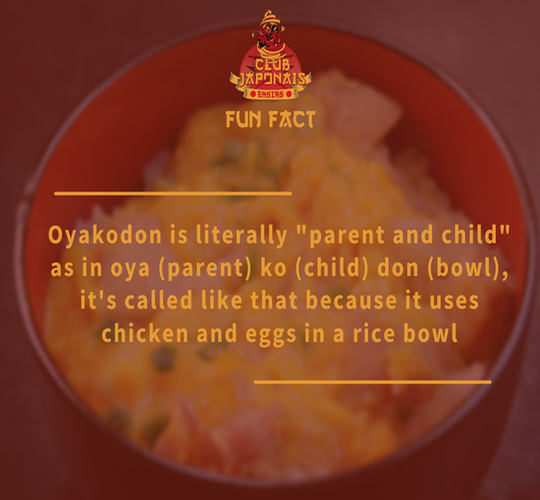 CLUB
JAPONAIS
ENSIAS
FUN FACT
Oyakodon is literally "parent and child"
as in oya (parent) ko (child) don (bowl),
it's called like that because it uses
chicken and eggs in a rice bowl